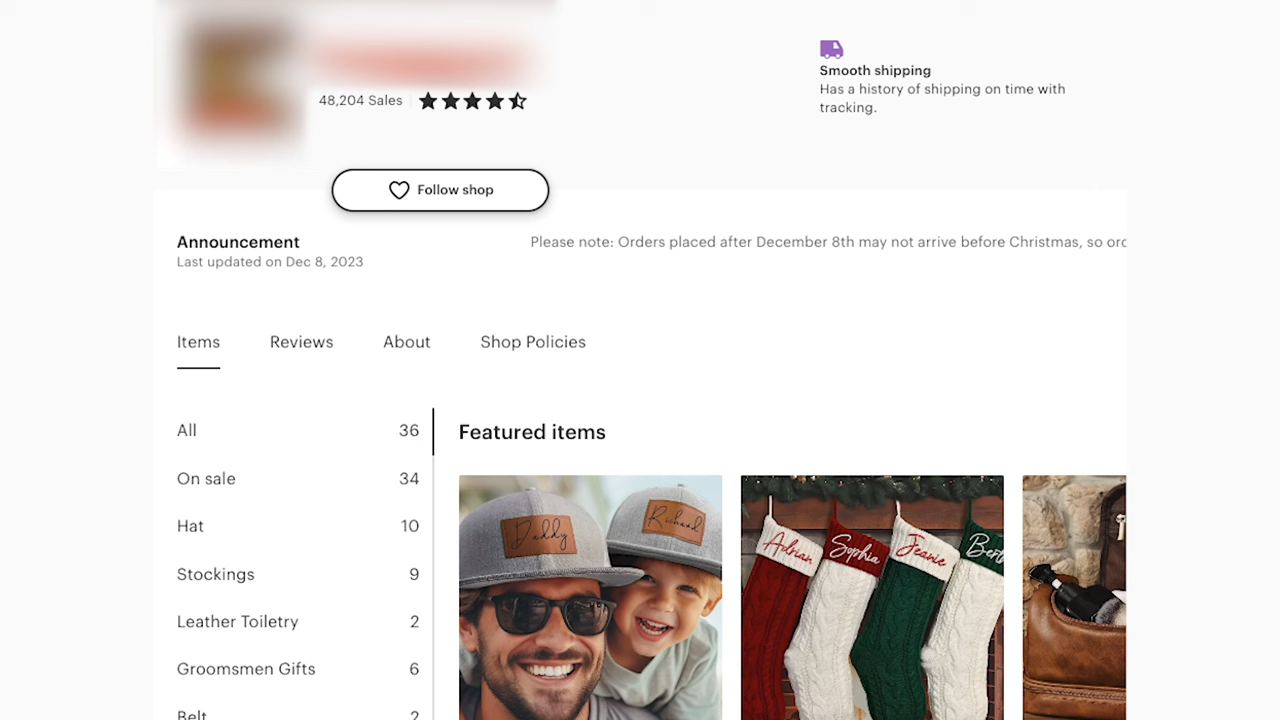 48,204 Sales
Smooth shipping
Has a history of shipping on time with
tracking.
Follow shop
Announcement
Last updated on Dec 8, 2023
Please note: Orders placed after December 8th may not arrive before Christmas, so
Items Reviews About Shop Policies
All 36
On sale 34
Hat 10
Stockings 9
Leather Toiletry 2
Groomsmen Gifts 6
Belt 2
Featured items
Daddy
Richard
Adrian
Sophia
Jeanie